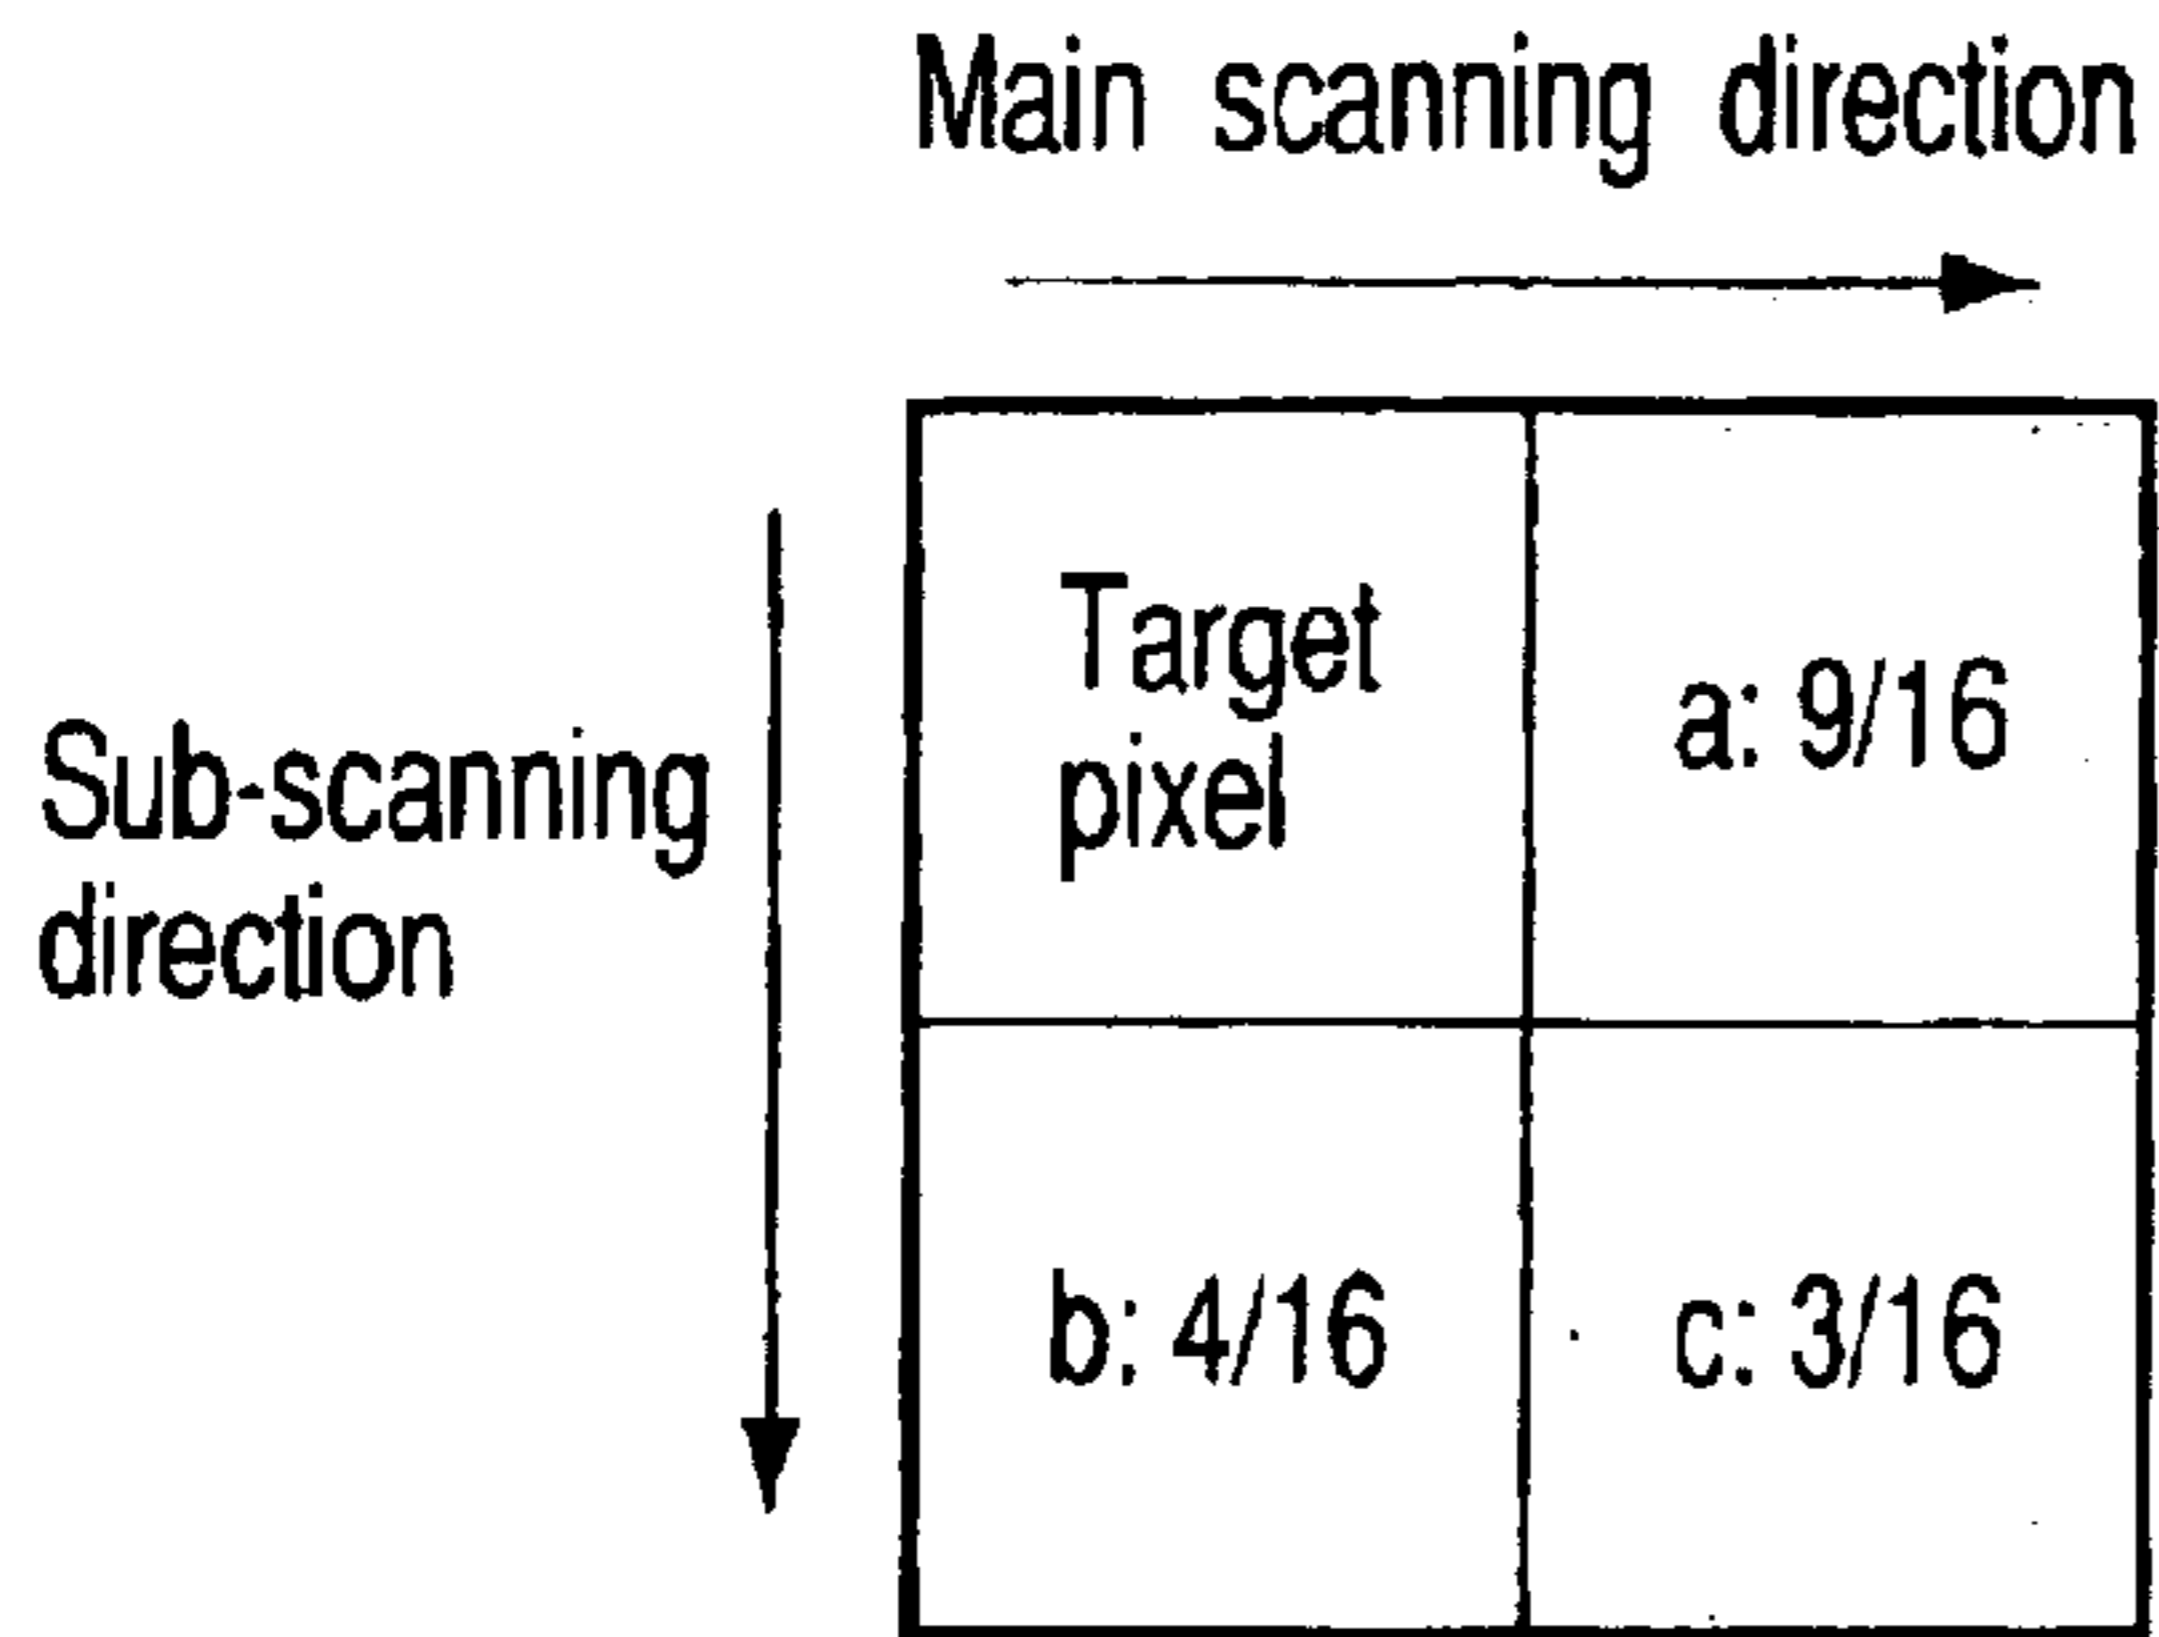 Main scanning direction
Target
pixel
a: 9/16
Sub-scanning
direction
b: 4/16
c: 3/16